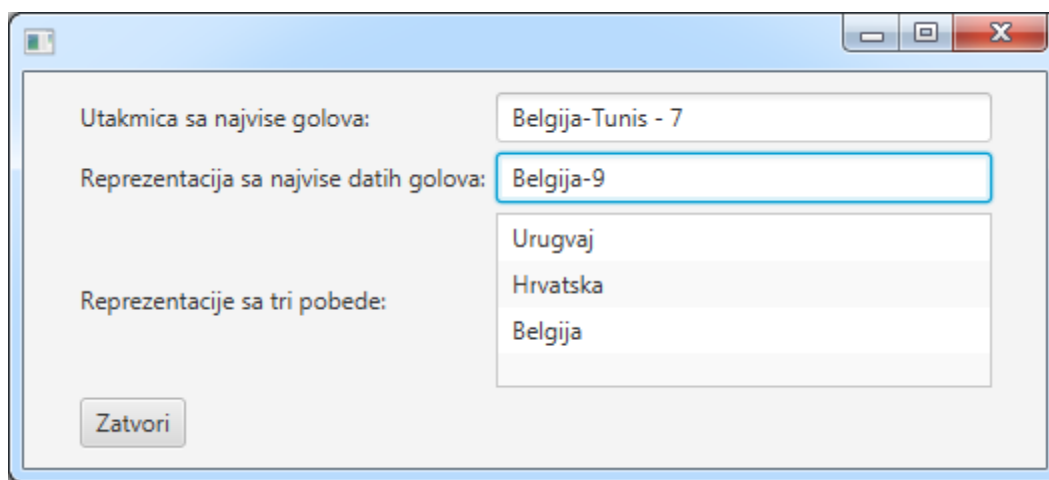 Utakmica sa najvise golova: Belgija-Tunis - 7
Reprezentacija sa najvise datih golova: Belgija-9
Urugvaj
Hrvatska
Reprezentacije sa tri pobede:
Belgija
Zatvori